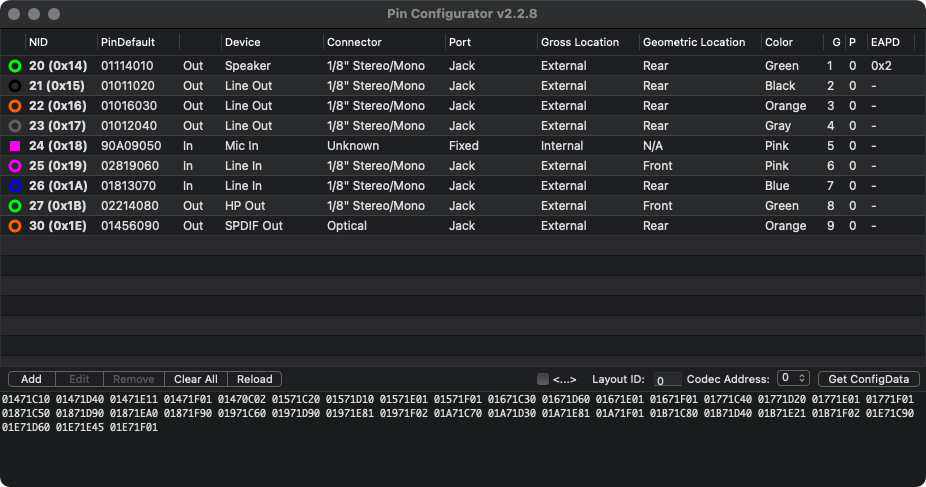 Pin Configurator v2.2.8
NID PinDefault Device Connector Port Gross Location Geometric Location Color G P EAPD
20 (0x14) 01114010 Out Speaker 1/8" Stereo/Mono Jack External Rear Green 1 0 0x2
21 (0x15) 01011020 Out Line Out 1/8" Stereo/Mono Jack External Rear Black 2 0 -
22 (0x16) 01016030 Out Line Out 1/8" Stereo/Mono Jack External Rear Orange 3 0 -
23 (0x17) 01012040 Out Line Out 1/8" Stereo/Mono Jack External Rear Gray 4 0 -
24 (0x18) 90A09050 In Mic In Unknown Fixed Internal N/A Pink 5 0 -
25 (0x19) 02819060 In Line In 1/8" Stereo/Mono Jack External Front Pink 6 0 -
26 (0x1A) 01813070 In Line In 1/8" Stereo/Mono Jack External Rear Blue 7 0 -
27 (0x1B) 02214080 Out HP Out 1/8" Stereo/Mono Jack External Front Green 8 0 -
30 (0x1E) 01456090 Out SPDIF Out Optical Jack External Rear Orange 9 0 -
Add Edit Remove Clear All Reload <...> Layout ID: 0 Codec Address: 0 Get ConfigData
01471C10 01471D40 01471E11 01471F01 01470C02 01571C20 01571D10 01571E01 01571F01 01671C30 01671D60 01671E01 01671F01 01771C40 01771D20 01771E01 01771F01
01871C50 01871D90 01871EA0 01871F90 01971C60 01971D90 01971E81 01971F02 01A71C70 01A71D30 01A71E81 01A71F01 01B71C80 01B71D40 01B71E21 01B71F02 01E71C90
01E71D60 01E71E45 01E71F01